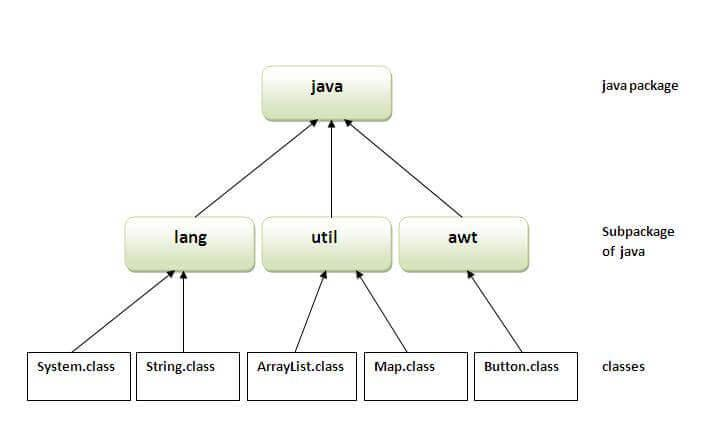 java
java package
lang
util
awt
Subpackage
of java
System.class
String.class
ArrayList.class
Map.class
Button.class
classes